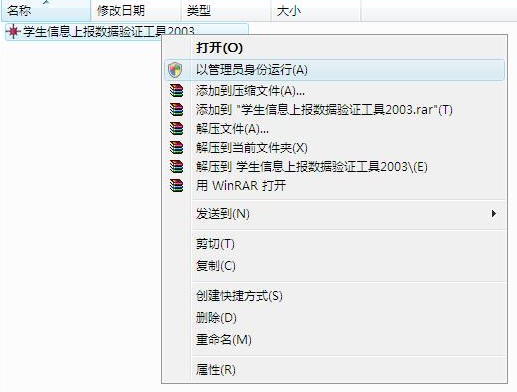 名称 修改日期 类型 大小
学生信息上报数据验证工具2003
打开(O)
以管理员身份运行(A)
添加到压缩文件(A)...
添加到 "学生信息上报数据验证工具2003.rar"(T)
解压文件(A)...
解压到当前文件夹(X)
解压到 学生信息上报数据验证工具2003\(E)
用 WinRAR 打开
发送到(N)
剪切(T)
复制(C)
创建快捷方式(S)
删除(D)
重命名(M)
属性(R)